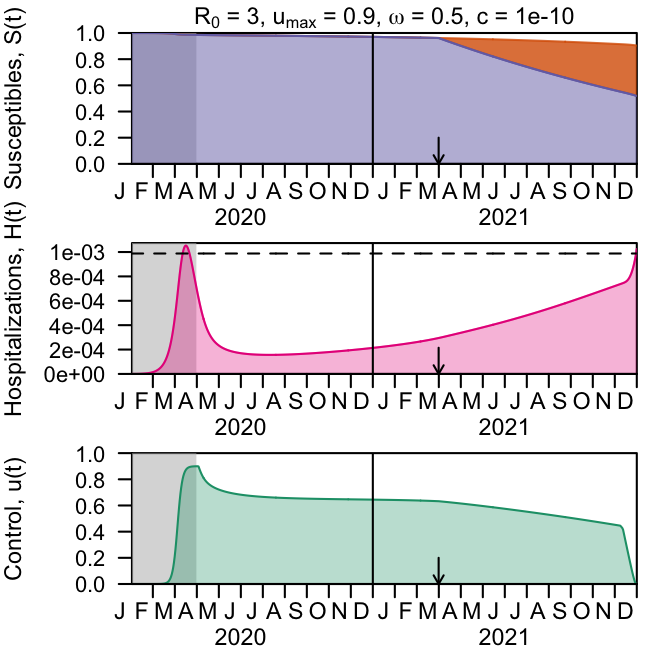 R₀ = 3, uₘₐₓ = 0.9, ω = 0.5, c = 1e-10
Susceptibles, S(t)
1.0
0.8
0.6
0.4
0.2
0.0
J F M A M J J A S O N D J F M A M J J A S O N D
2020 2021
Hospitalizations, H(t)
1e-03
8e-04
6e-04
4e-04
2e-04
0e+00
J F M A M J J A S O N D J F M A M J J A S O N D
2020 2021
Control, u(t)
1.0
0.8
0.6
0.4
0.2
0.0
J F M A M J J A S O N D J F M A M J J A S O N D
2020 2021